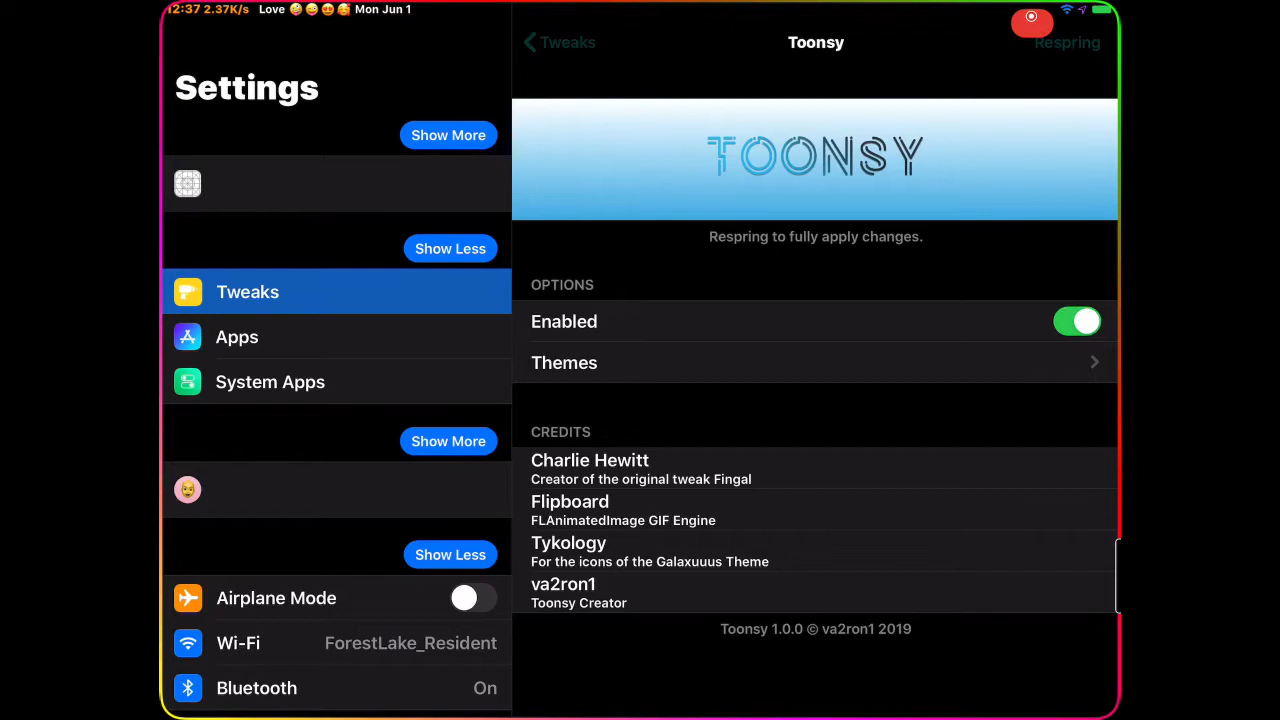 12:37 2.37K/s Love 🤪😜😍🥰 Mon Jun 1
Settings
Show More
Show Less
Tweaks
Apps
System Apps
Show More
Show Less
Airplane Mode
Wi-Fi ForestLake_Resident
Bluetooth On
Tweaks
Toonsy
Respring
TOONSY
Respring to fully apply changes.
OPTIONS
Enabled
Themes
CREDITS
Charlie Hewitt
Creator of the original tweak Fingal
Flipboard
FLAnimatedImage GIF Engine
Tykology
For the icons of the Galaxuuus Theme
va2ron1
Toonsy Creator
Toonsy 1.0.0 © va2ron1 2019